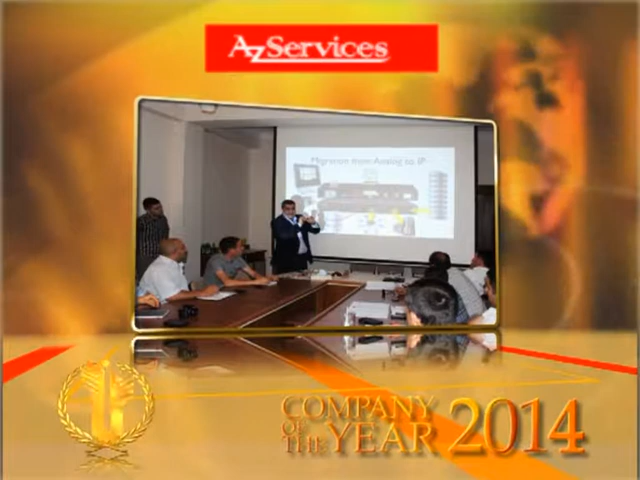 AzServices
Migration from Analog to IP
COMPANY
OF
THE YEAR 2014